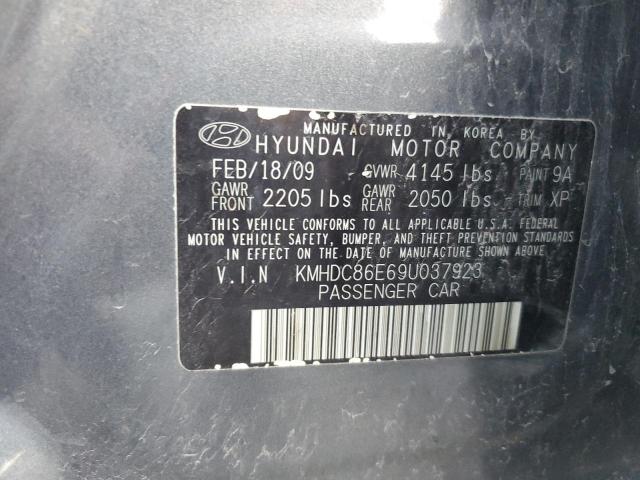 MANUFACTURED IN KOREA BY
HYUNDAI MOTOR COMPANY
FEB/18/09 GVWR 4145 lbs PAINT 9A
GAWR FRONT 2205 lbs GAWR REAR 2050 lbs TRIM XP
THIS VEHICLE CONFORMS TO ALL APPLICABLE U.S.A. FEDERAL
MOTOR VEHICLE SAFETY, BUMPER, AND THEFT PREVENTION STANDARDS
IN EFFECT ON THE DATE OF MANUFACTURE SHOWN ABOVE.
V.I.N KMHDC86E69U037923
PASSENGER CAR